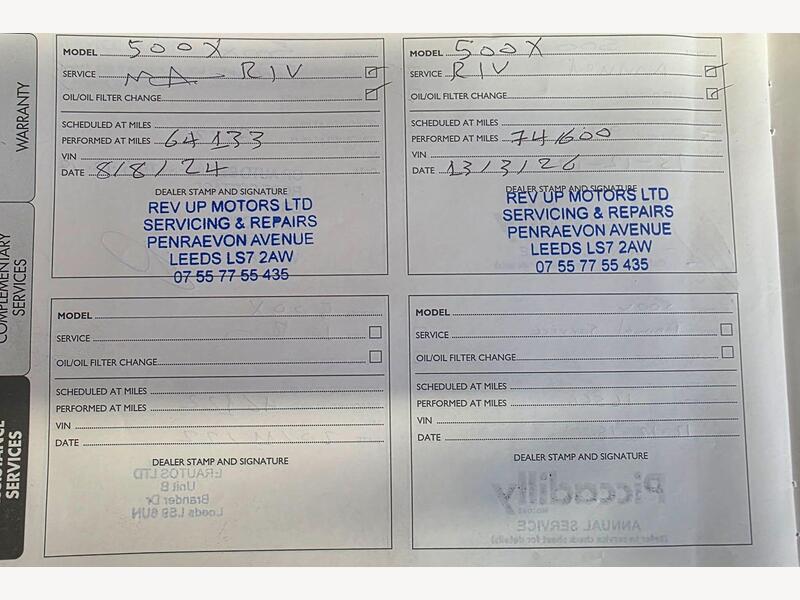 WARRANTY
COMPLEMENTARY
SERVICES
SERVICES
MODEL 500X
SERVICE RIV
OIL/OIL FILTER CHANGE
SCHEDULED AT MILES
PERFORMED AT MILES 64133
VIN
DATE 8/8/24
DEALER STAMP AND SIGNATURE
REV UP MOTORS LTD
SERVICING & REPAIRS
PENRAEVON AVENUE
LEEDS LS7 2AW
07 55 77 55 435
MODEL 500X
SERVICE RIV
OIL/OIL FILTER CHANGE
SCHEDULED AT MILES
PERFORMED AT MILES 74600
VIN
DATE 13/3/26
DEALER STAMP AND SIGNATURE
REV UP MOTORS LTD
SERVICING & REPAIRS
PENRAEVON AVENUE
LEEDS LS7 2AW
07 55 77 55 435
MODEL
SERVICE
OIL/OIL FILTER CHANGE
SCHEDULED AT MILES
PERFORMED AT MILES
VIN
DATE
DEALER STAMP AND SIGNATURE
MODEL
SERVICE
OIL/OIL FILTER CHANGE
SCHEDULED AT MILES
PERFORMED AT MILES
VIN
DATE
DEALER STAMP AND SIGNATURE